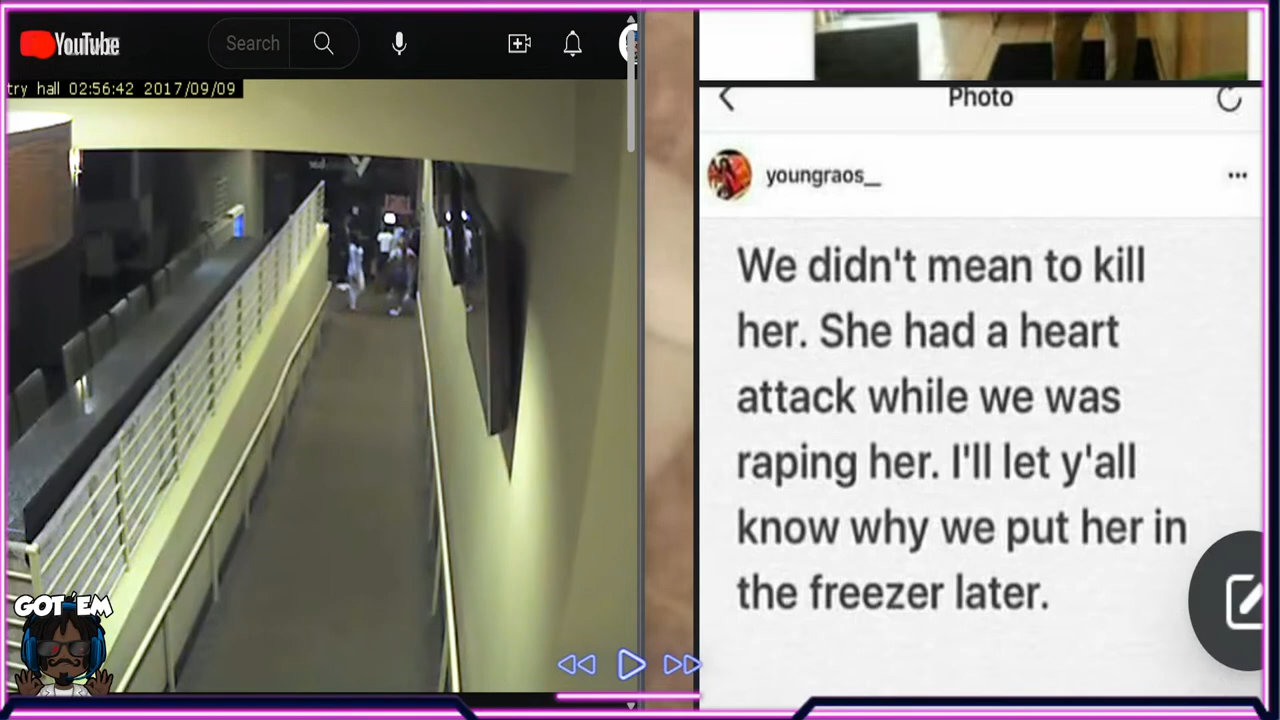 YouTube
Search
try hall 02:56:42 2017/09/09
GOT 'EM
Photo
youngraos__
We didn't mean to kill
her. She had a heart
attack while we was
raping her. I'll let y'all
know why we put her in
the freezer later.